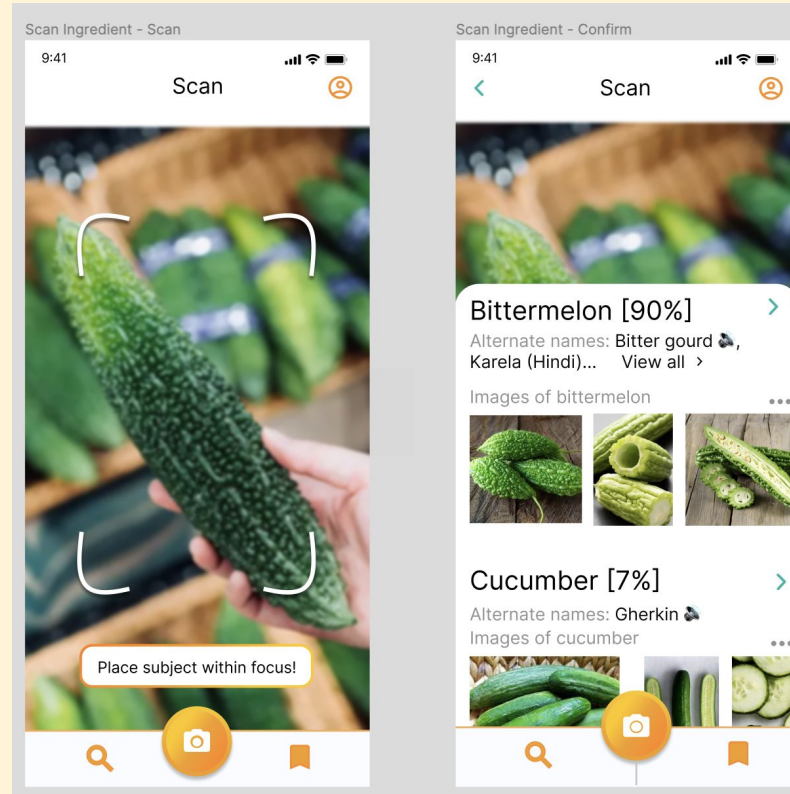 Scan Ingredient - Scan
9:41
Scan
Place subject within focus!
Scan Ingredient - Confirm
9:41
Scan
Bittermelon [90%]
Alternate names: Bitter gourd 🔊,
Karela (Hindi)... View all >
Images of bittermelon
Cucumber [7%]
Alternate names: Gherkin 🔊
Images of cucumber